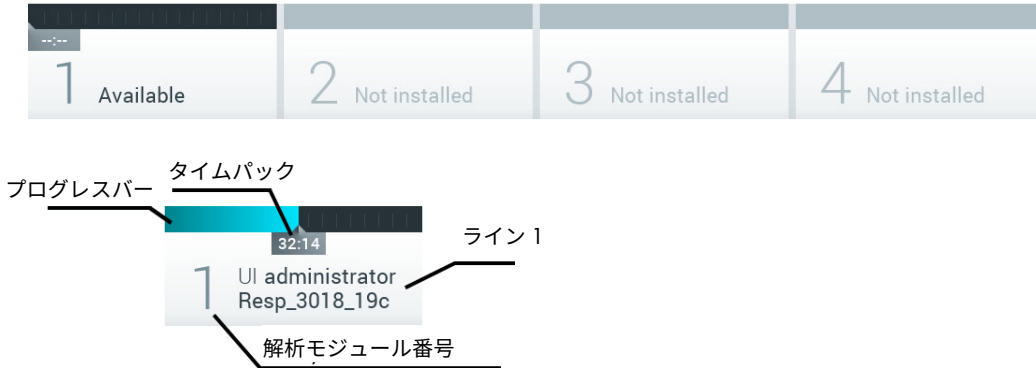 --:--
1 Available
2 Not installed
3 Not installed
4 Not installed
タイムパック
プログレスバー
32:14
ライン 1
1 UI administrator
Resp_3018_19c
解析モジュール番号